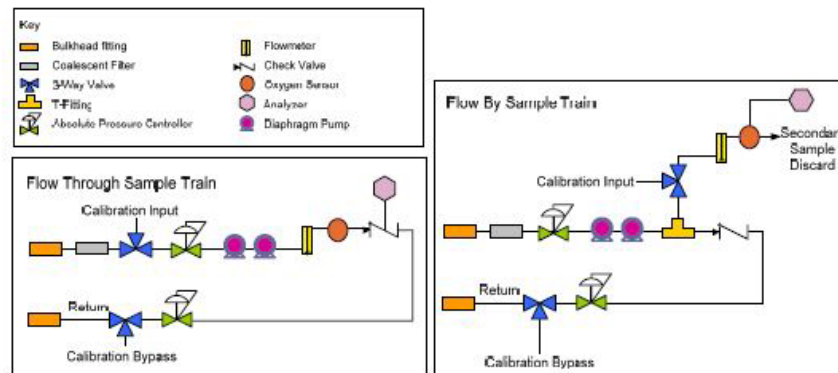 Key
Bulkhead fitting
Coalescent Filter
3-Way Valve
T-Fitting
Absolute Pressure Controller
Flowmeter
Check Valve
Oxygen Sensor
Analyzer
Diaphragm Pump
Flow Through Sample Train
Calibration Input
Return
Calibration Bypass
Flow By Sample Train
Secondar
Sample
Discard
Calibration Input
Return
Calibration Bypass